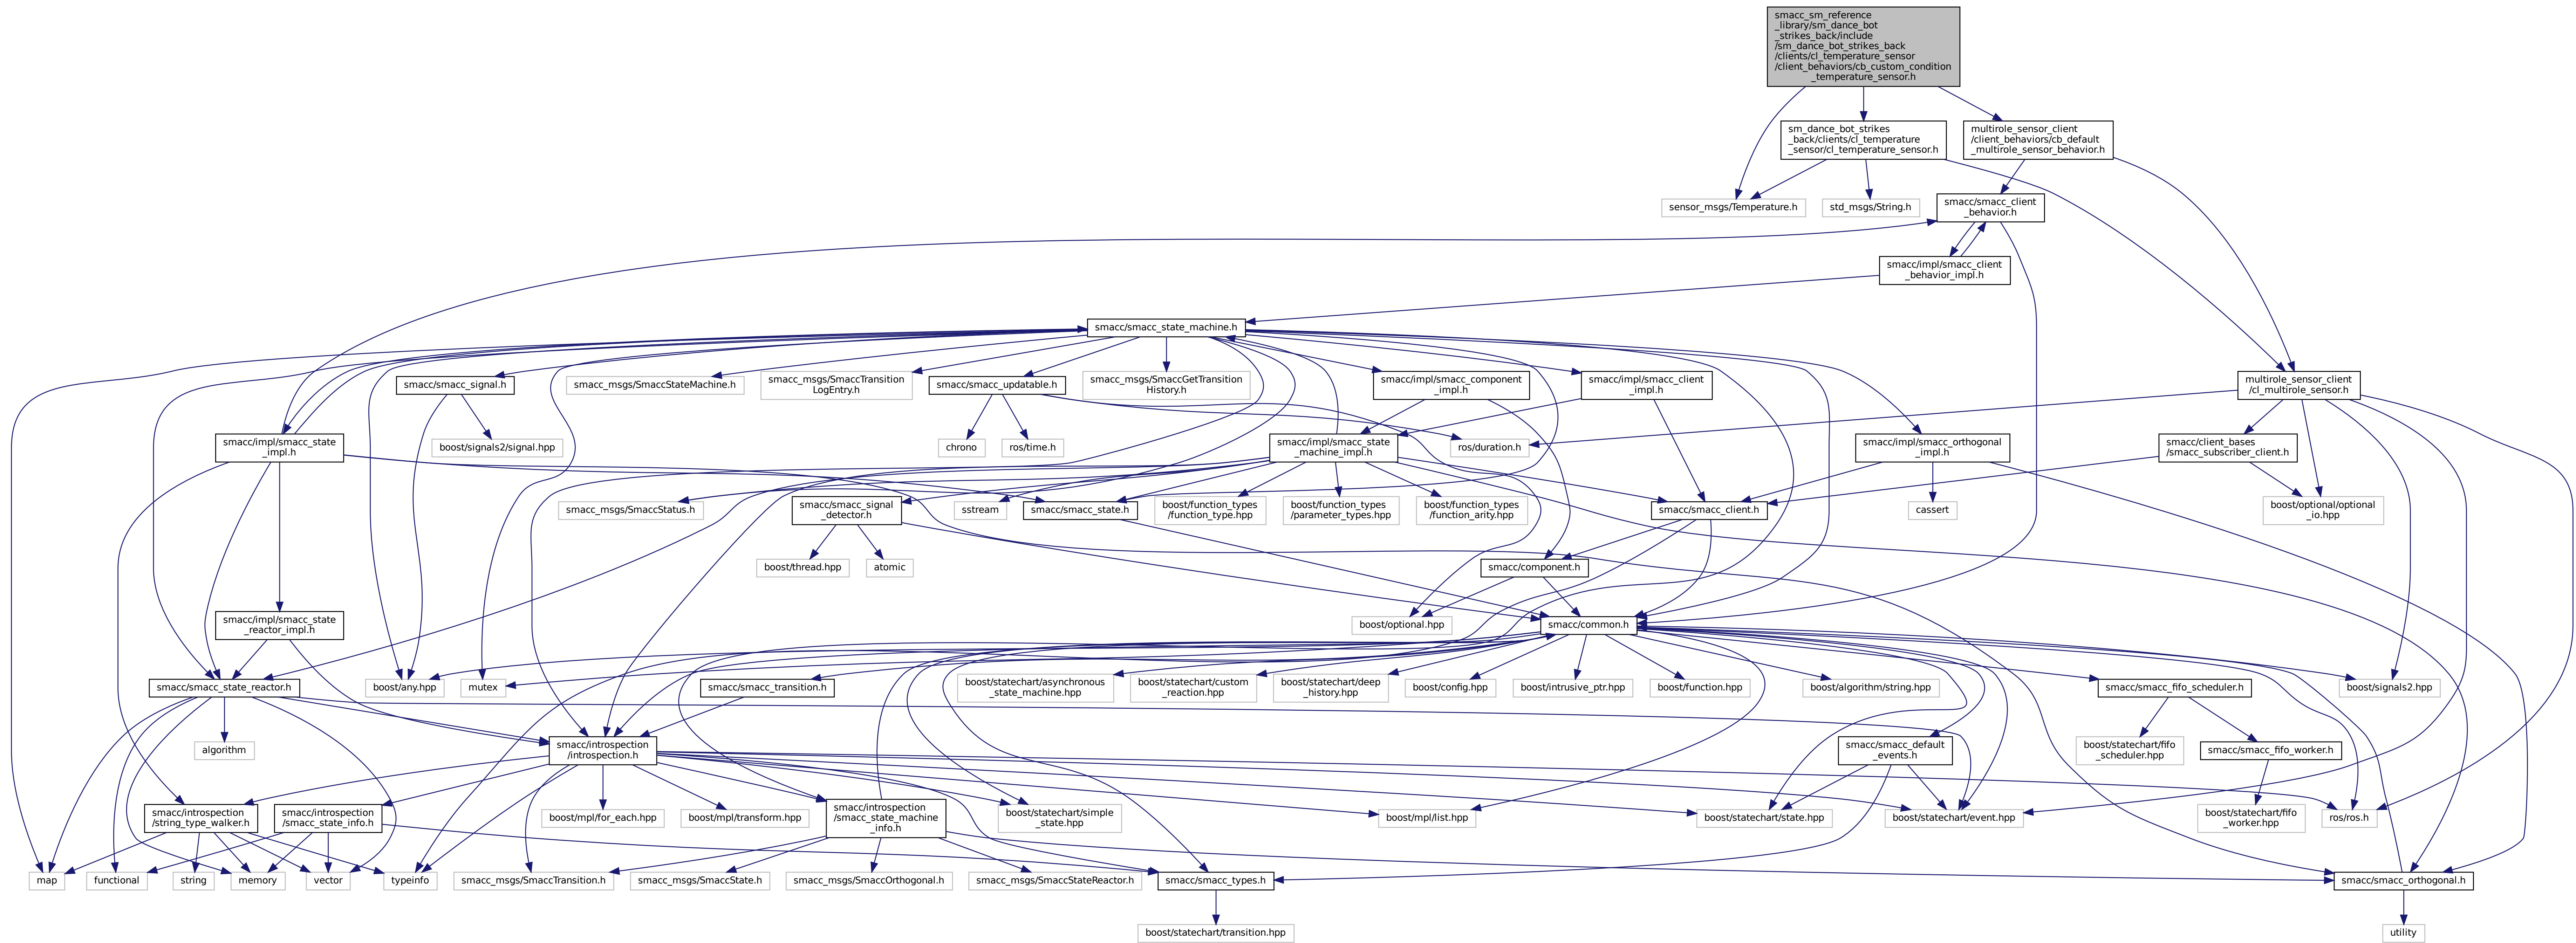 smacc_sm_reference
_library/sm_dance_bot
_strikes_back/include
/sm_dance_bot_strikes_back
/clients/cl_temperature_sensor
/client_behaviors/cb_custom_condition
_temperature_sensor.h
sm_dance_bot_strikes
_back/clients/cl_temperature
_sensor/cl_temperature_sensor.h
multirole_sensor_client
/client_behaviors/cb_default
_multirole_sensor_behavior.h
sensor_msgs/Temperature.h
std_msgs/String.h
smacc/smacc_client
_behavior.h
smacc/impl/smacc_client
_behavior_impl.h
smacc/smacc_state_machine.h
smacc/smacc_signal.h
smacc_msgs/SmaccStateMachine.h
smacc_msgs/SmaccTransition
LogEntry.h
smacc/smacc_updatable.h
smacc_msgs/SmaccGetTransition
History.h
smacc/impl/smacc_component
_impl.h
smacc/impl/smacc_client
_impl.h
multirole_sensor_client
/cl_multirole_sensor.h
smacc/impl/smacc_state
_impl.h
boost/signals2/signal.hpp
chrono
ros/time.h
smacc/impl/smacc_state
_machine_impl.h
ros/duration.h
smacc/impl/smacc_orthogonal
_impl.h
smacc/client_bases
/smacc_subscriber_client.h
smacc_msgs/SmaccStatus.h
smacc/smacc_signal
_detector.h
sstream
smacc/smacc_state.h
boost/function_types
/function_type.hpp
boost/function_types
/parameter_types.hpp
boost/function_types
/function_arity.hpp
smacc/smacc_client.h
cassert
boost/optional/optional
_io.hpp
boost/thread.hpp
atomic
smacc/component.h
smacc/impl/smacc_state
_reactor_impl.h
boost/optional.hpp
smacc/common.h
smacc/smacc_state_reactor.h
boost/any.hpp
mutex
smacc/smacc_transition.h
boost/statechart/asynchronous
_state_machine.hpp
boost/statechart/custom
_reaction.hpp
boost/statechart/deep
_history.hpp
boost/config.hpp
boost/intrusive_ptr.hpp
boost/function.hpp
boost/algorithm/string.hpp
smacc/smacc_fifo_scheduler.h
boost/signals2.hpp
algorithm
smacc/introspection
/introspection.h
smacc/smacc_default
_events.h
boost/statechart/fifo
_scheduler.hpp
smacc/smacc_fifo_worker.h
smacc/introspection
/string_type_walker.h
smacc/introspection
/smacc_state_info.h
boost/mpl/for_each.hpp
boost/mpl/transform.hpp
smacc/introspection
/smacc_state_machine
_info.h
boost/statechart/simple
_state.hpp
boost/mpl/list.hpp
boost/statechart/state.hpp
boost/statechart/event.hpp
boost/statechart/fifo
_worker.hpp
ros/ros.h
map
functional
string
memory
vector
typeinfo
smacc_msgs/SmaccTransition.h
smacc_msgs/SmaccState.h
smacc_msgs/SmaccOrthogonal.h
smacc_msgs/SmaccStateReactor.h
smacc/smacc_types.h
smacc/smacc_orthogonal.h
boost/statechart/transition.hpp
utility